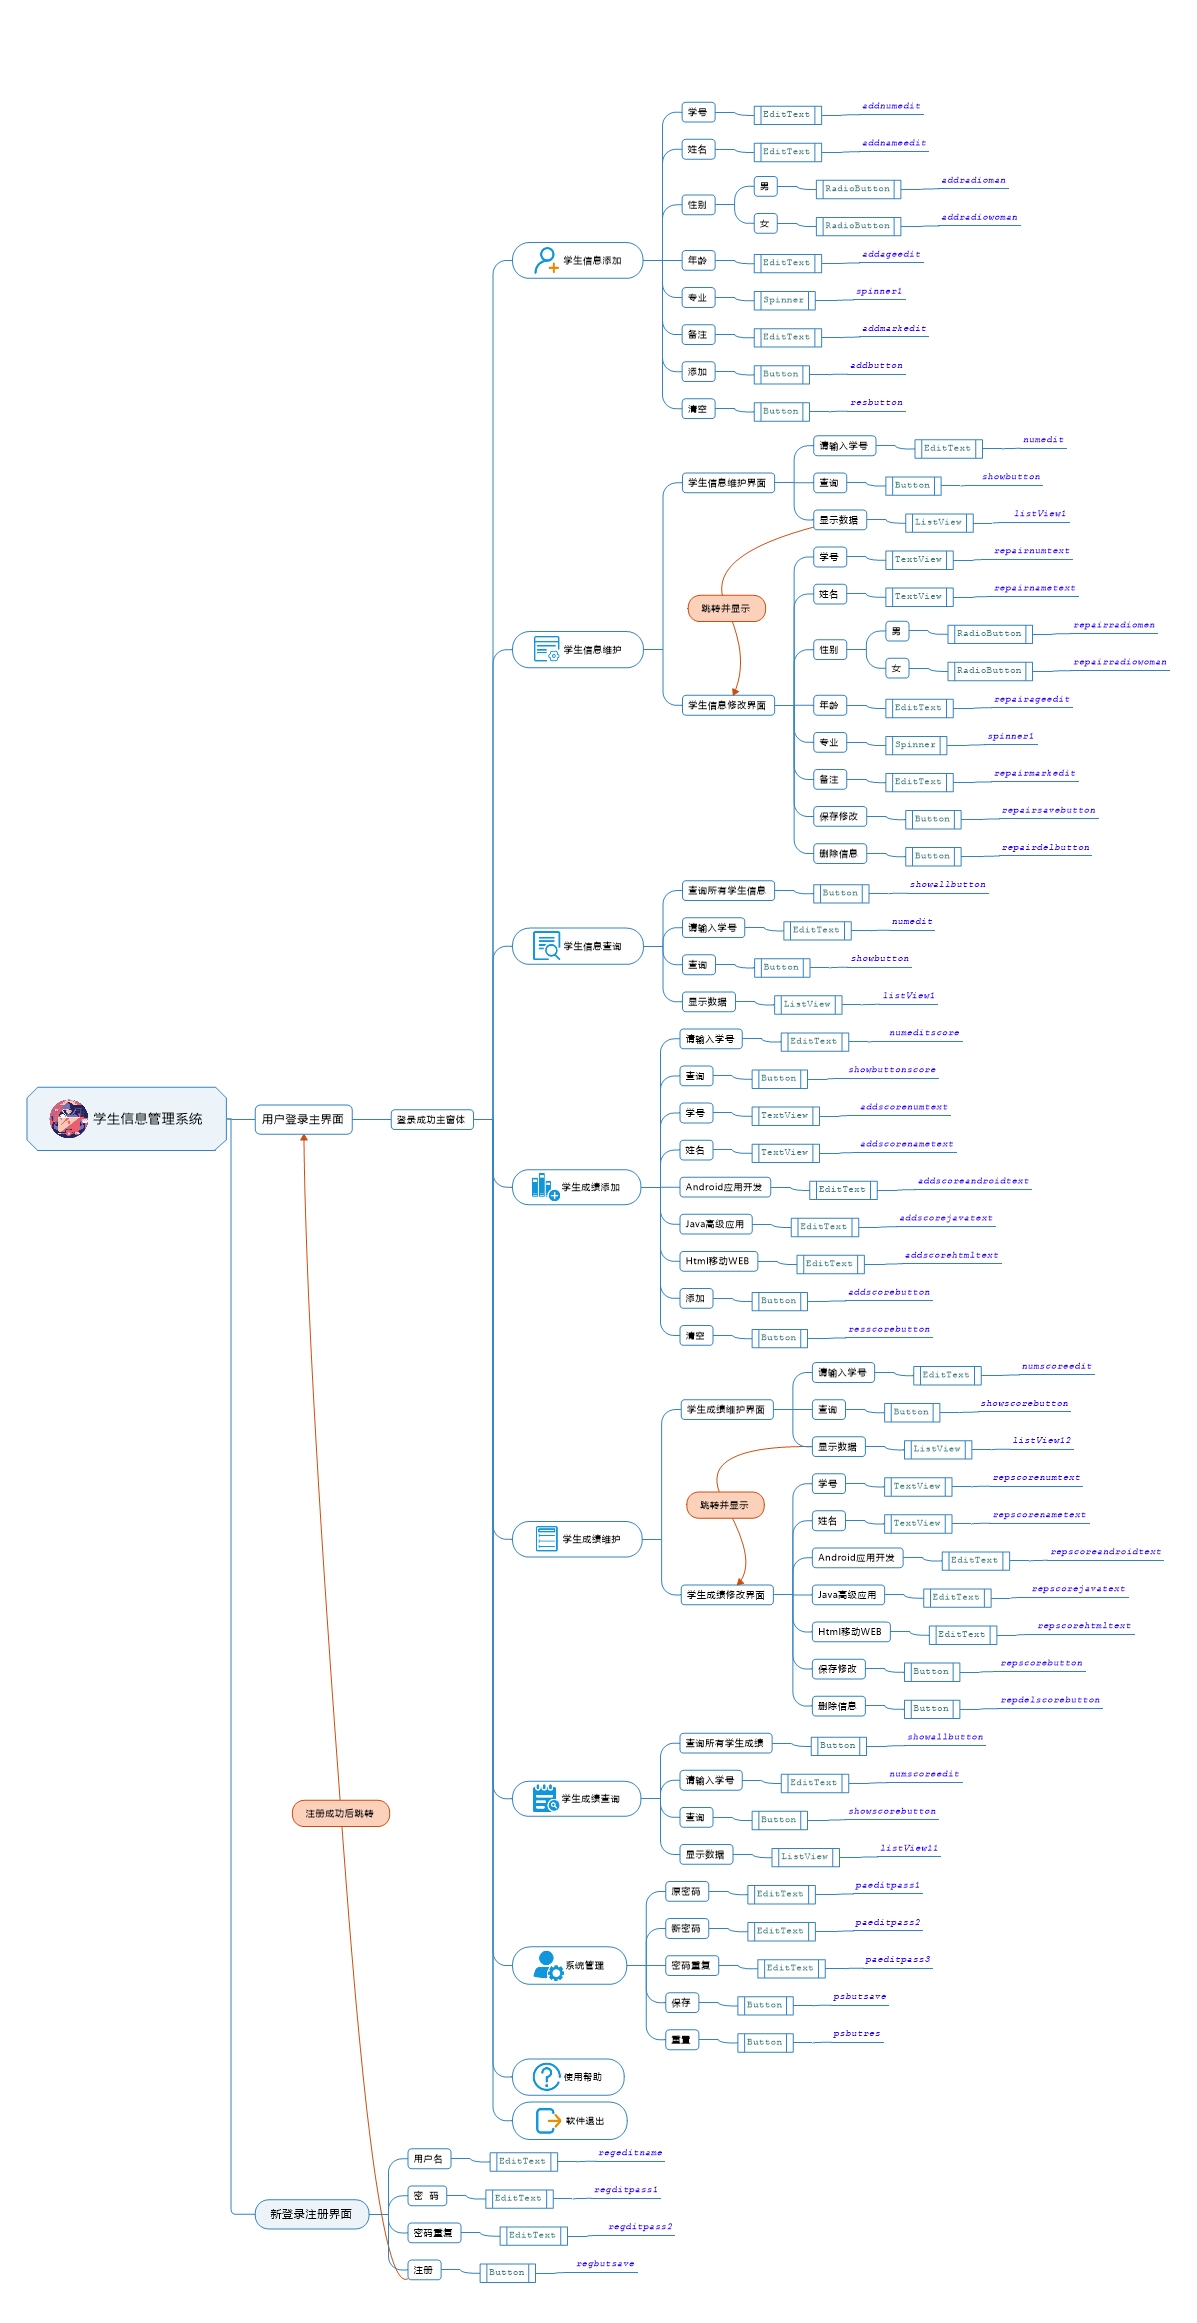 学生信息管理系统
用户登录主界面
登录成功主窗体
学生信息添加
学号 EditText addnumedit
姓名 EditText addnameedit
性别
男 RadioButton addradioman
女 RadioButton addradiowoman
年龄 EditText addageedit
专业 Spinner spinner1
备注 EditText addmarkedit
添加 Button addbutton
清空 Button resbutton
学生信息维护
学生信息维护界面
请输入学号 EditText numedit
查询 Button showbutton
显示数据 ListView listView1
跳转并显示
学生信息修改界面
学号 TextView repairnumtext
姓名 TextView repairnametext
性别
男 RadioButton repairradiomen
女 RadioButton repairradiowoman
年龄 EditText repairageedit
专业 Spinner spinner1
备注 EditText repairmarkedit
保存修改 Button repairsavebutton
删除信息 Button repairdelbutton
学生信息查询
查询所有学生信息 Button showallbutton
请输入学号 EditText numedit
查询 Button showbutton
显示数据 ListView listView1
学生成绩添加
请输入学号 EditText numeditscore
查询 Button showbuttonscore
学号 TextView addscorenumtext
姓名 TextView addscorenametext
Android应用开发 EditText addscoreandroidtext
Java高级应用 EditText addscorejavatext
Html移动WEB EditText addscorehtmltext
添加 Button addscorebutton
清空 Button resscorebutton
学生成绩维护
学生成绩维护界面
请输入学号 EditText numscoreedit
查询 Button showscorebutton
显示数据 ListView listView12
跳转并显示
学生成绩修改界面
学号 TextView repscorenumtext
姓名 TextView repscorenametext
Android应用开发 EditText repscoreandroidtext
Java高级应用 EditText repscorejavatext
Html移动WEB EditText repscorehtmltext
保存修改 Button repscorebutton
删除信息 Button repdelscorebutton
学生成绩查询
查询所有学生成绩 Button showallbutton
请输入学号 EditText numscoreedit
查询 Button showscorebutton
显示数据 ListView listView11
系统管理
原密码 EditText paeditpass1
新密码 EditText paeditpass2
密码重复 EditText paeditpass3
保存 Button psbutsave
重置 Button psbutres
使用帮助
软件退出
注册成功后跳转
新登录注册界面
用户名 EditText regeditname
密 码 EditText regditpass1
密码重复 EditText regditpass2
注册 Button regbutsave